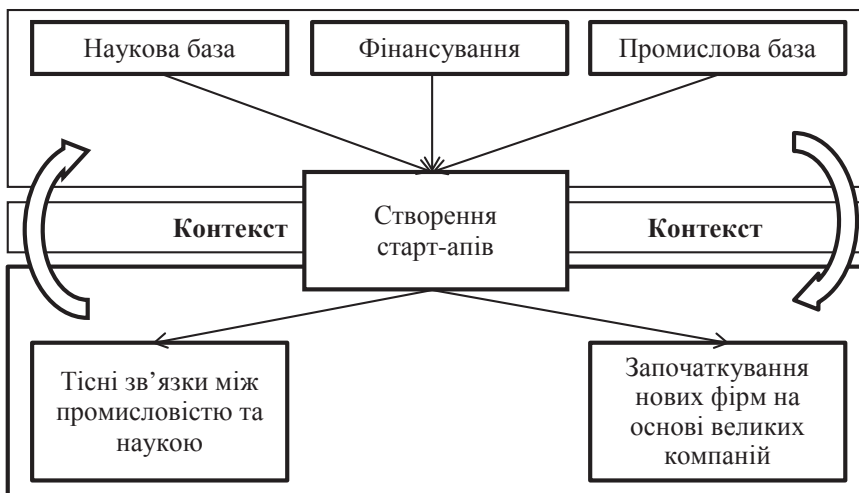 Наукова база
Фінансування
Промислова база
Контекст
Створення
старт-апів
Контекст
Тісні зв’язки між
промисловістю та
наукою
Започаткування
нових фірм на
основі великих
компаній